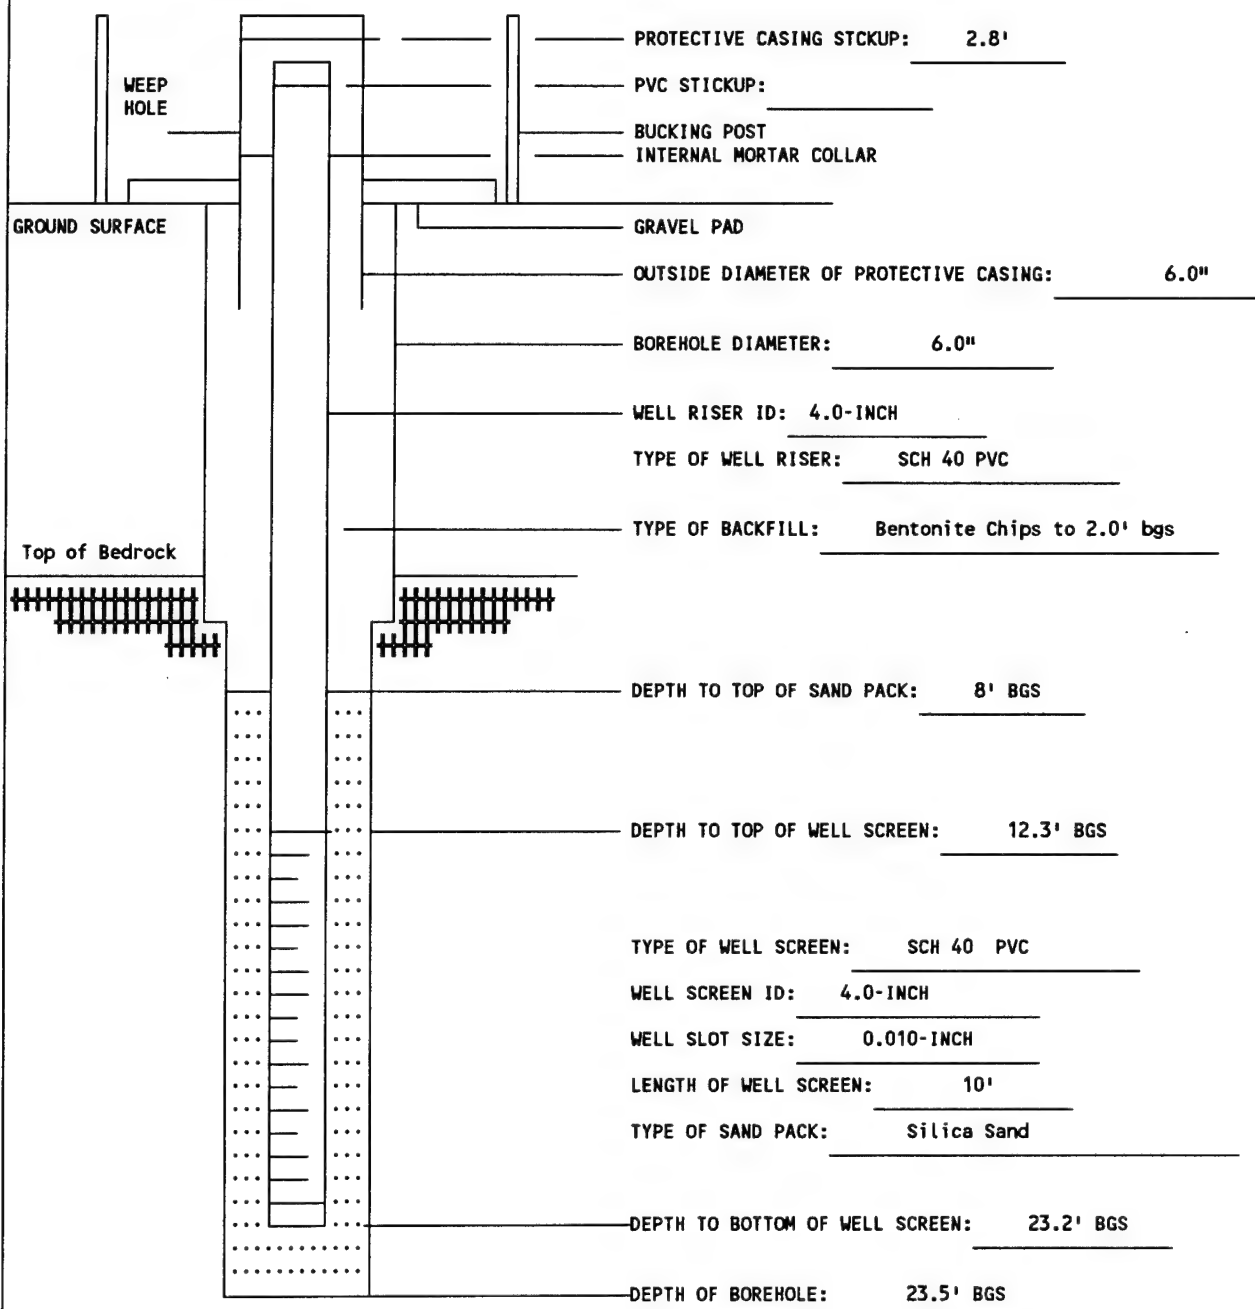 PROTECTIVE CASING STCKUP: 2.8'
WEEP HOLE
PVC STICKUP:
BUCKING POST
INTERNAL MORTAR COLLAR
GROUND SURFACE
GRAVEL PAD
OUTSIDE DIAMETER OF PROTECTIVE CASING: 6.0"
BOREHOLE DIAMETER: 6.0"
WELL RISER ID: 4.0-INCH
TYPE OF WELL RISER: SCH 40 PVC
TYPE OF BACKFILL: Bentonite Chips to 2.0' bgs
Top of Bedrock
DEPTH TO TOP OF SAND PACK: 8' BGS
DEPTH TO TOP OF WELL SCREEN: 12.3' BGS
TYPE OF WELL SCREEN: SCH 40 PVC
WELL SCREEN ID: 4.0-INCH
WELL SLOT SIZE: 0.010-INCH
LENGTH OF WELL SCREEN: 10'
TYPE OF SAND PACK: Silica Sand
DEPTH TO BOTTOM OF WELL SCREEN: 23.2' BGS
DEPTH OF BOREHOLE: 23.5' BGS